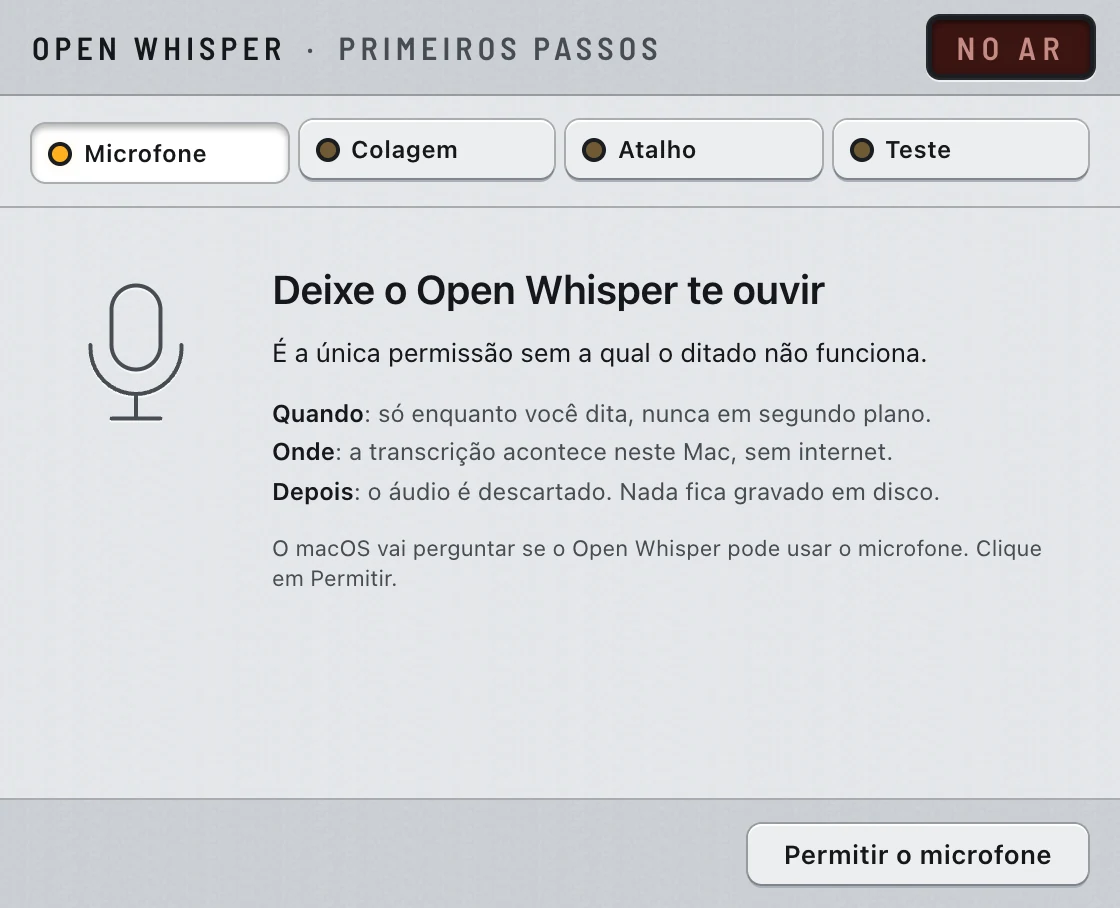 OPEN WHISPER · PRIMEIROS PASSOS
NO AR
Microfone
Colagem
Atalho
Teste
Deixe o Open Whisper te ouvir
É a única permissão sem a qual o ditado não funciona.
Quando: só enquanto você dita, nunca em segundo plano.
Onde: a transcrição acontece neste Mac, sem internet.
Depois: o áudio é descartado. Nada fica gravado em disco.
O macOS vai perguntar se o Open Whisper pode usar o microfone. Clique
em Permitir.
Permitir o microfone